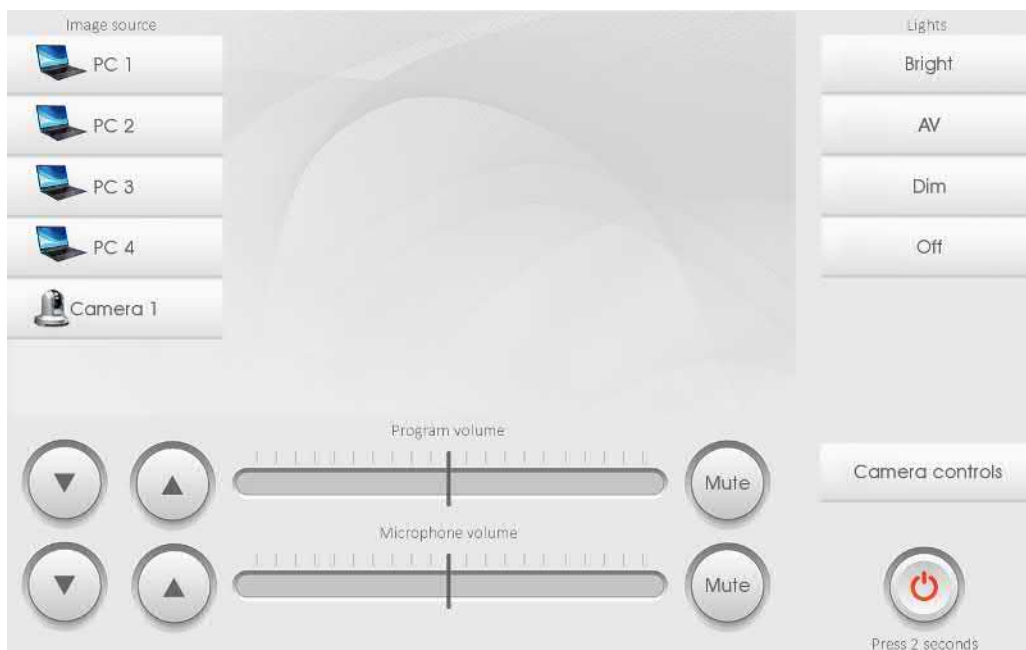 Image source
PC 1
PC 2
PC 3
PC 4
Camera 1
Lights
Bright
AV
Dim
Off
Program volume
Mute
Microphone volume
Mute
Camera controls
Press 2 seconds